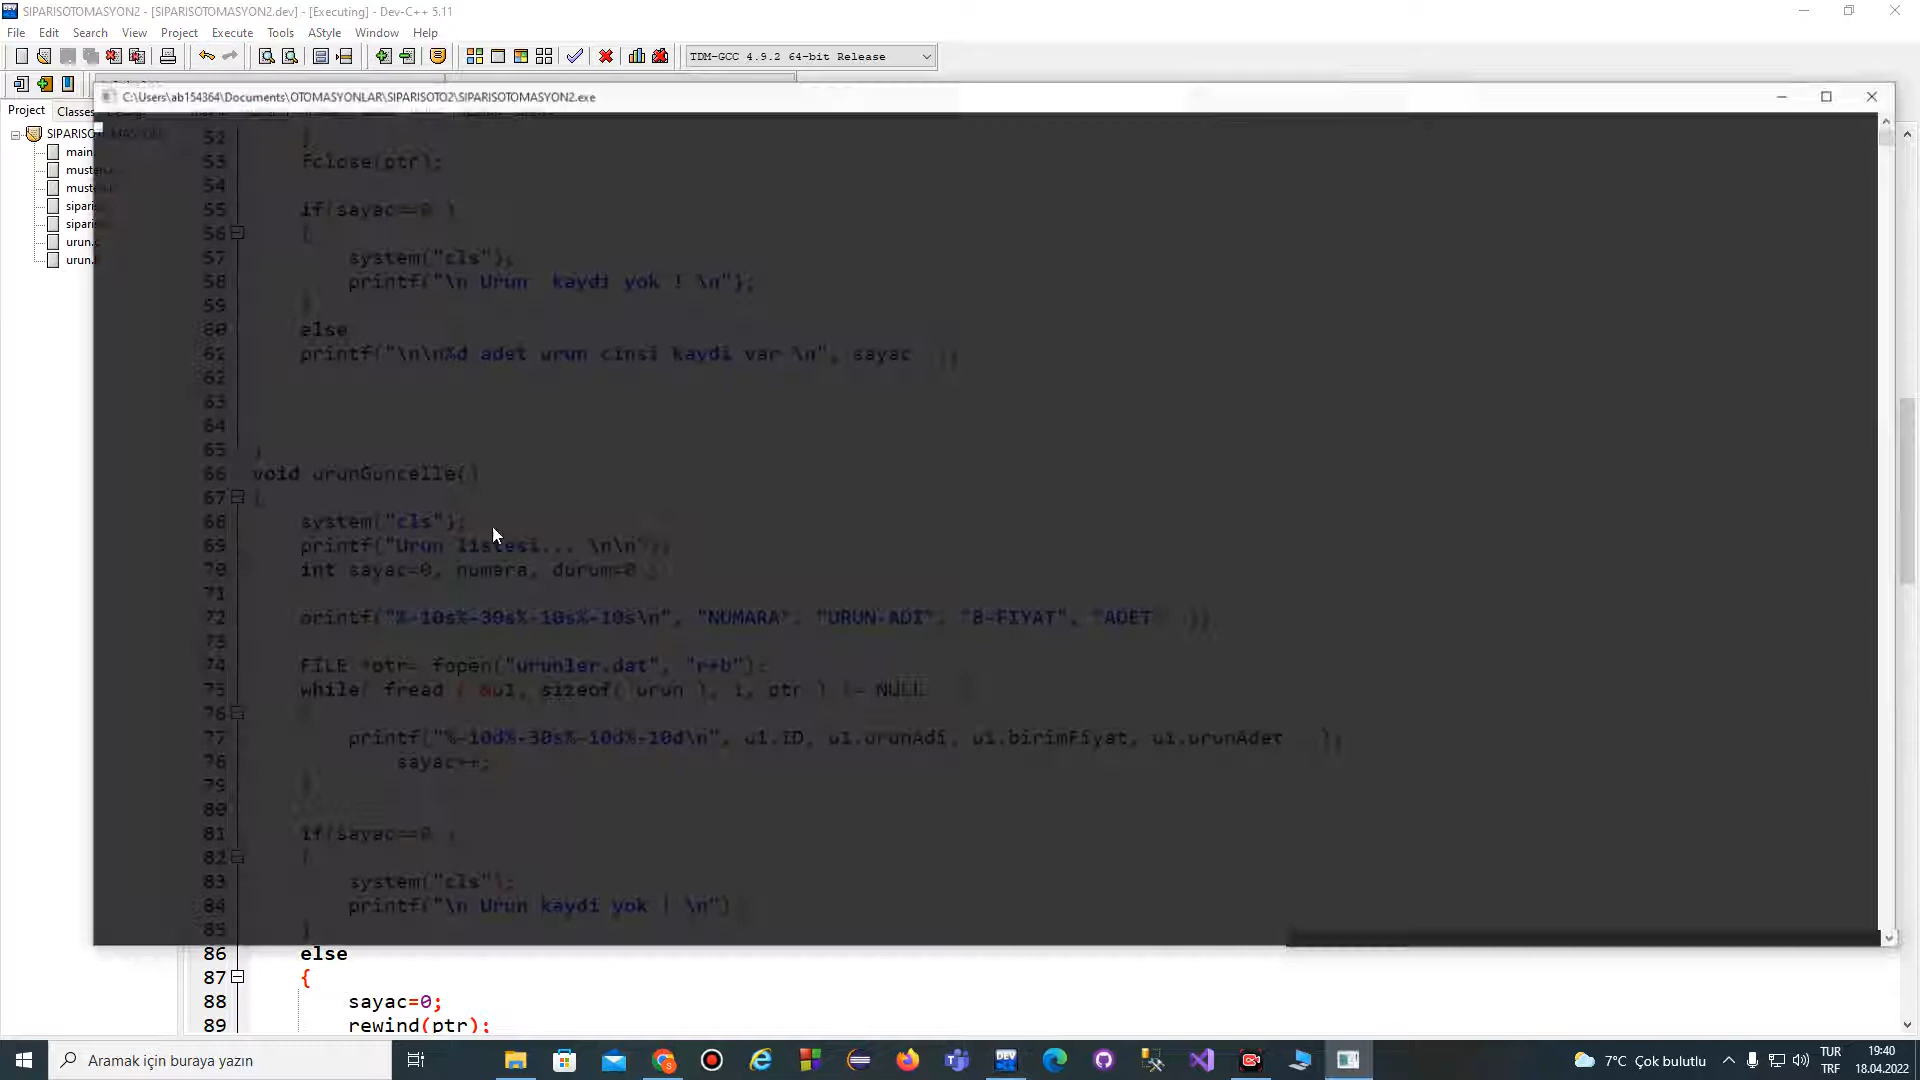 SIPARISOTOMASYON2 - [SIPARISOTOMASYON2.dev] - [Executing] - Dev-C++ 5.11
File Edit Search View Project Execute Tools AStyle Window Help
TDM-GCC 4.9.2 64-bit Release
C:\Users\ab154364\Documents\OTOMASYONLAR\SIPARISOTO2\SIPARISOTOMASYON2.exe
Project Classes
SIPARISO
main.
muste
muste
sipari
sipari
urun.c
urun.
52
53 fclose(ptr);
54
55 if(sayac==0 )
56 {
57 system("cls");
58 printf("\n Urun kaydi yok ! \n");
59 }
60 else
61 printf("\n\n%d adet urun cinsi kaydi var \n", sayac );
62
63
64
65 }
66 void urunGuncelle()
67 {
68 system("cls");
69 printf("Urun listesi... \n\n");
70 int sayac=0, numara, durum=0 ;
71
72 printf("%-10s%-30s%-10s%-10s\n", "NUMARA", "URUN-ADI", "B-FIYAT", "ADET" );
73
74 FILE *ptr= fopen("urunler.dat", "r+b");
75 while( fread ( &u1, sizeof( urun ), 1, ptr ) != NULL )
76 {
77 printf("%-10d%-30s%-10d%-10d\n", u1.ID, u1.urunAdi, u1.birimFiyat, u1.urunAdet );
78 sayac++;
79 }
80
81 if(sayac==0 )
82 {
83 system("cls");
84 printf("\n Urun kaydi yok ! \n")
85 }
86 else
87 {
88 sayac=0;
89 rewind(ptr);
Aramak için buraya yazın
7°C Çok bulutlu
TUR
TRF
19:40
18.04.2022